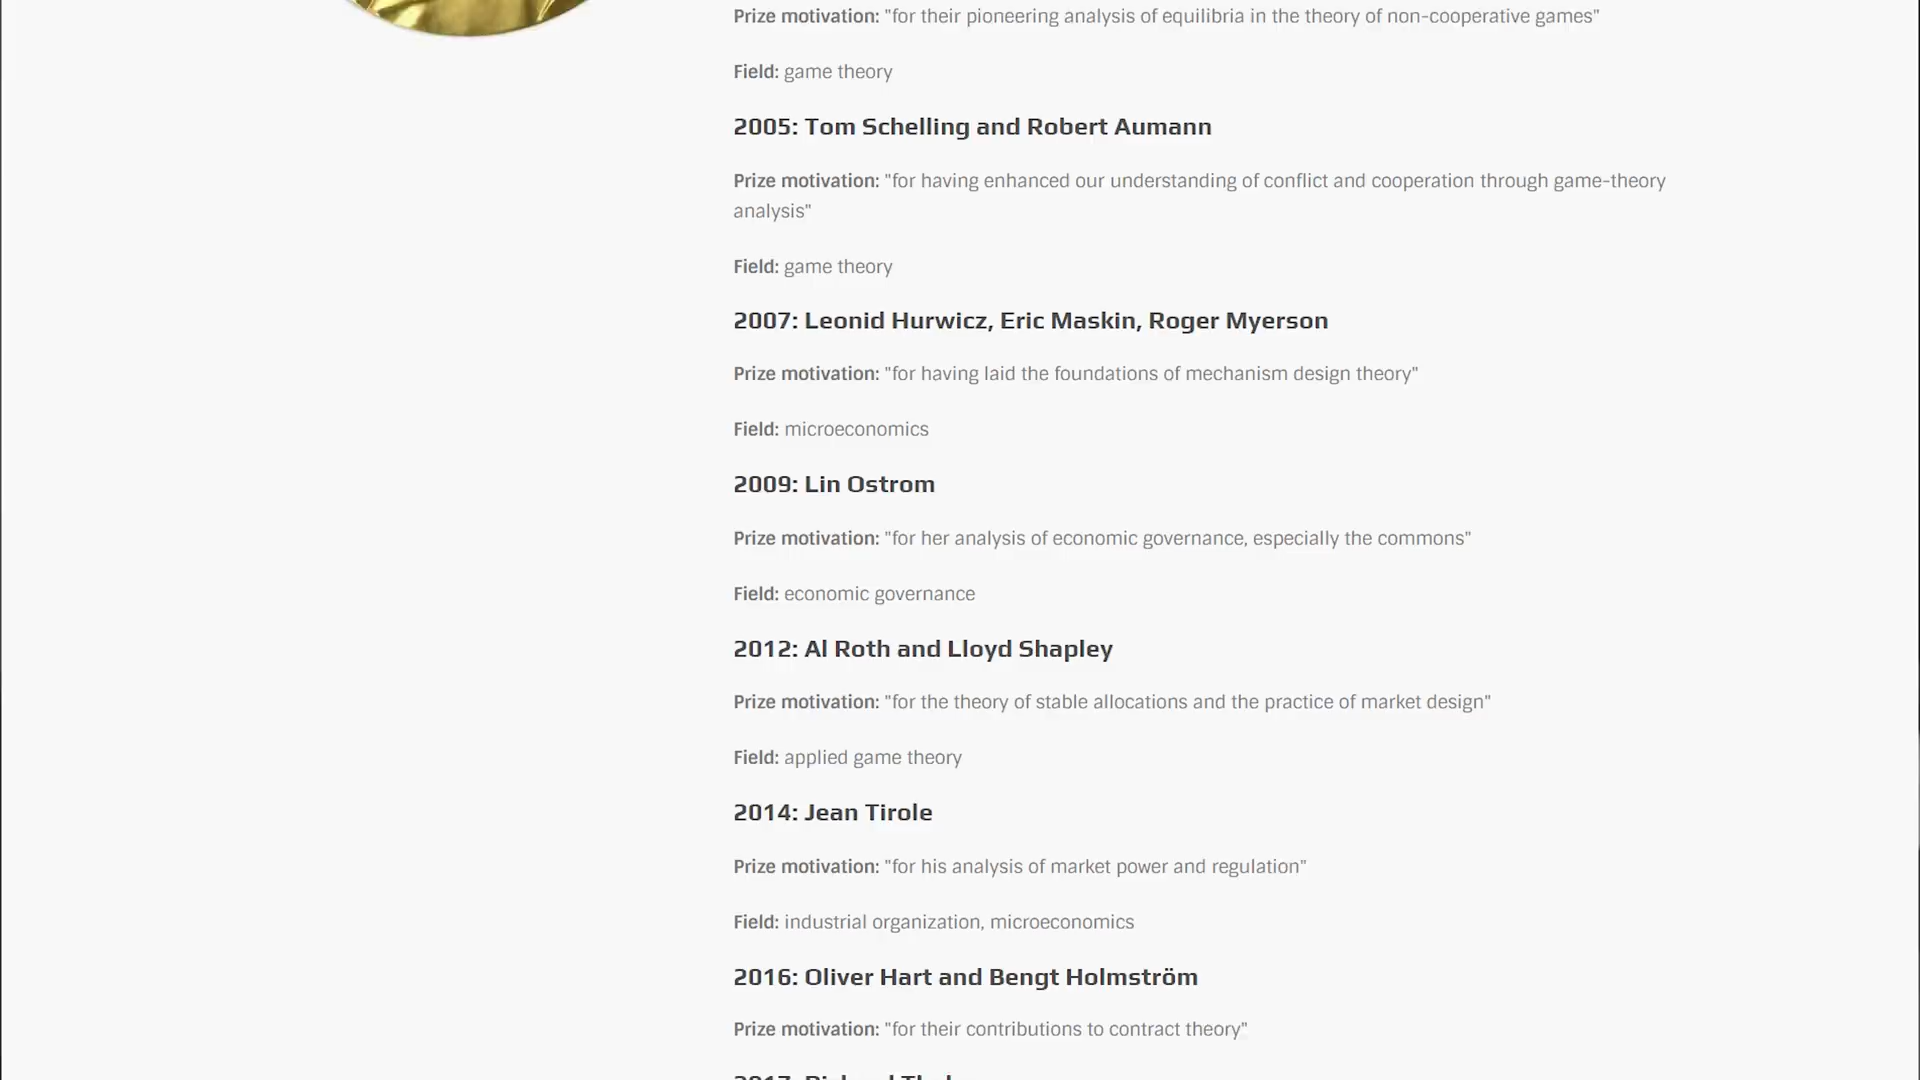 Prize motivation: "for their pioneering analysis of equilibria in the theory of non-cooperative games"
Field: game theory
2005: Tom Schelling and Robert Aumann
Prize motivation: "for having enhanced our understanding of conflict and cooperation through game-theory
analysis"
Field: game theory
2007: Leonid Hurwicz, Eric Maskin, Roger Myerson
Prize motivation: "for having laid the foundations of mechanism design theory"
Field: microeconomics
2009: Lin Ostrom
Prize motivation: "for her analysis of economic governance, especially the commons"
Field: economic governance
2012: Al Roth and Lloyd Shapley
Prize motivation: "for the theory of stable allocations and the practice of market design"
Field: applied game theory
2014: Jean Tirole
Prize motivation: "for his analysis of market power and regulation"
Field: industrial organization, microeconomics
2016: Oliver Hart and Bengt Holmström
Prize motivation: "for their contributions to contract theory"